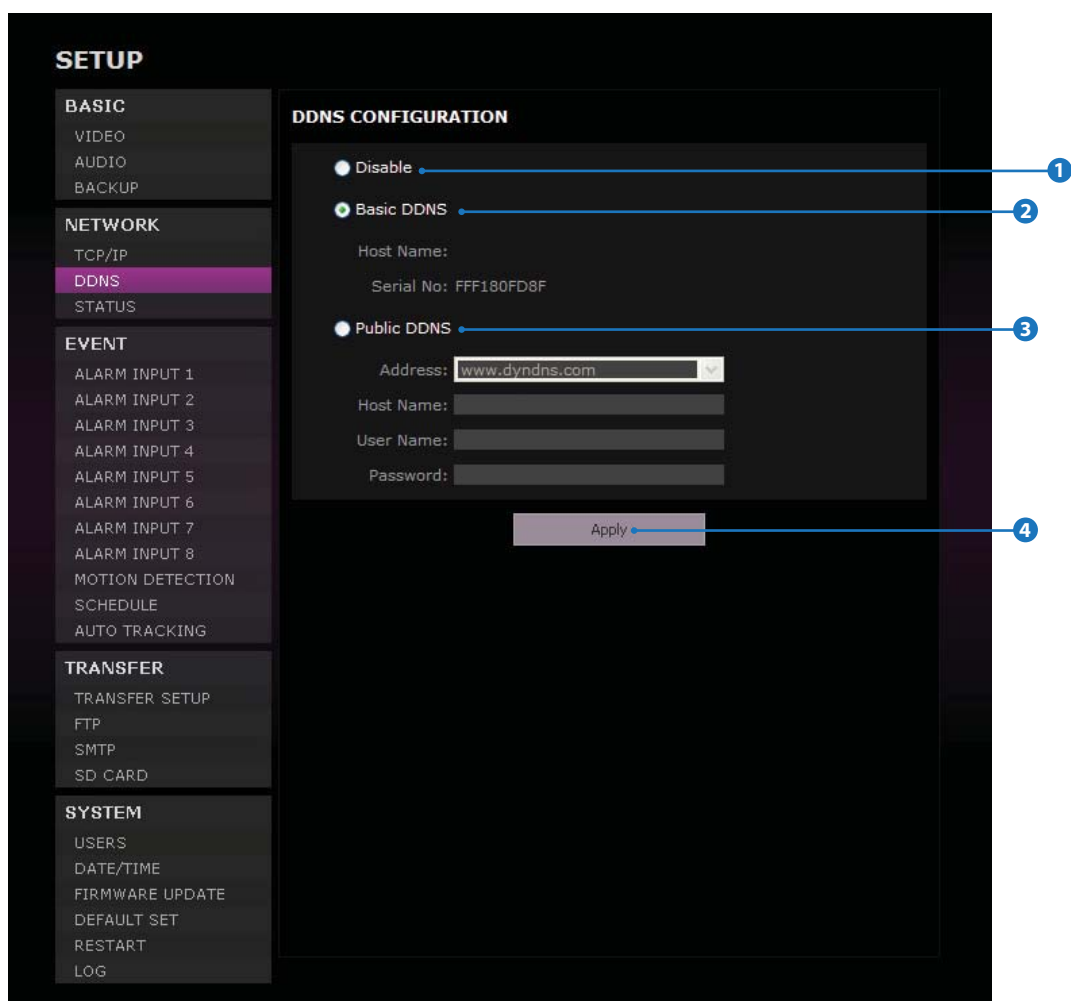 SETUP
BASIC
VIDEO
AUDIO
BACKUP
NETWORK
TCP/IP
DDNS
STATUS
EVENT
ALARM INPUT 1
ALARM INPUT 2
ALARM INPUT 3
ALARM INPUT 4
ALARM INPUT 5
ALARM INPUT 6
ALARM INPUT 7
ALARM INPUT 8
MOTION DETECTION
SCHEDULE
AUTO TRACKING
TRANSFER
TRANSFER SETUP
FTP
SMTP
SD CARD
SYSTEM
USERS
DATE/TIME
FIRMWARE UPDATE
DEFAULT SET
RESTART
LOG
DDNS CONFIGURATION
Disable 1
Basic DDNS 2
Host Name:
Serial No: FFF180FD8F
Public DDNS 3
Address: www.dyndns.com
Host Name:
User Name:
Password:
Apply 4